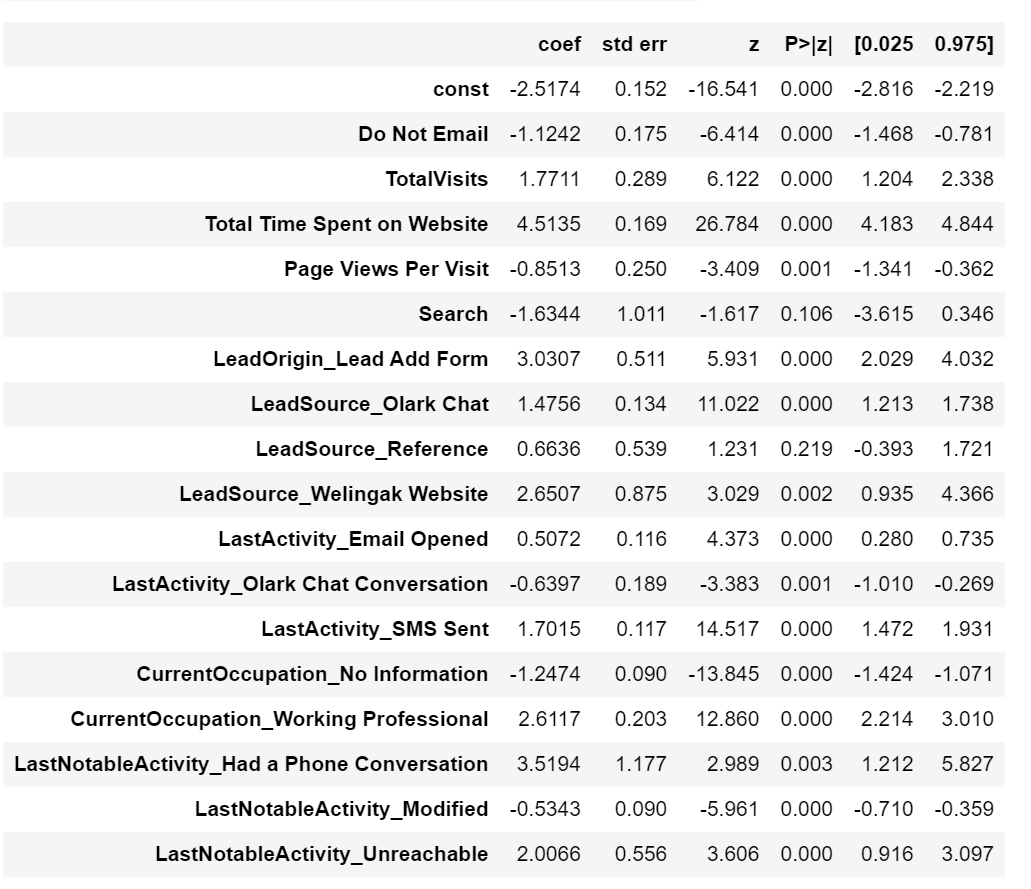 coef std err z P>|z| [0.025 0.975]
const -2.5174 0.152 -16.541 0.000 -2.816 -2.219
Do Not Email -1.1242 0.175 -6.414 0.000 -1.468 -0.781
TotalVisits 1.7711 0.289 6.122 0.000 1.204 2.338
Total Time Spent on Website 4.5135 0.169 26.784 0.000 4.183 4.844
Page Views Per Visit -0.8513 0.250 -3.409 0.001 -1.341 -0.362
Search -1.6344 1.011 -1.617 0.106 -3.615 0.346
LeadOrigin_Lead Add Form 3.0307 0.511 5.931 0.000 2.029 4.032
LeadSource_Olark Chat 1.4756 0.134 11.022 0.000 1.213 1.738
LeadSource_Reference 0.6636 0.539 1.231 0.219 -0.393 1.721
LeadSource_Welingak Website 2.6507 0.875 3.029 0.002 0.935 4.366
LastActivity_Email Opened 0.5072 0.116 4.373 0.000 0.280 0.735
LastActivity_Olark Chat Conversation -0.6397 0.189 -3.383 0.001 -1.010 -0.269
LastActivity_SMS Sent 1.7015 0.117 14.517 0.000 1.472 1.931
CurrentOccupation_No Information -1.2474 0.090 -13.845 0.000 -1.424 -1.071
CurrentOccupation_Working Professional 2.6117 0.203 12.860 0.000 2.214 3.010
LastNotableActivity_Had a Phone Conversation 3.5194 1.177 2.989 0.003 1.212 5.827
LastNotableActivity_Modified -0.5343 0.090 -5.961 0.000 -0.710 -0.359
LastNotableActivity_Unreachable 2.0066 0.556 3.606 0.000 0.916 3.097